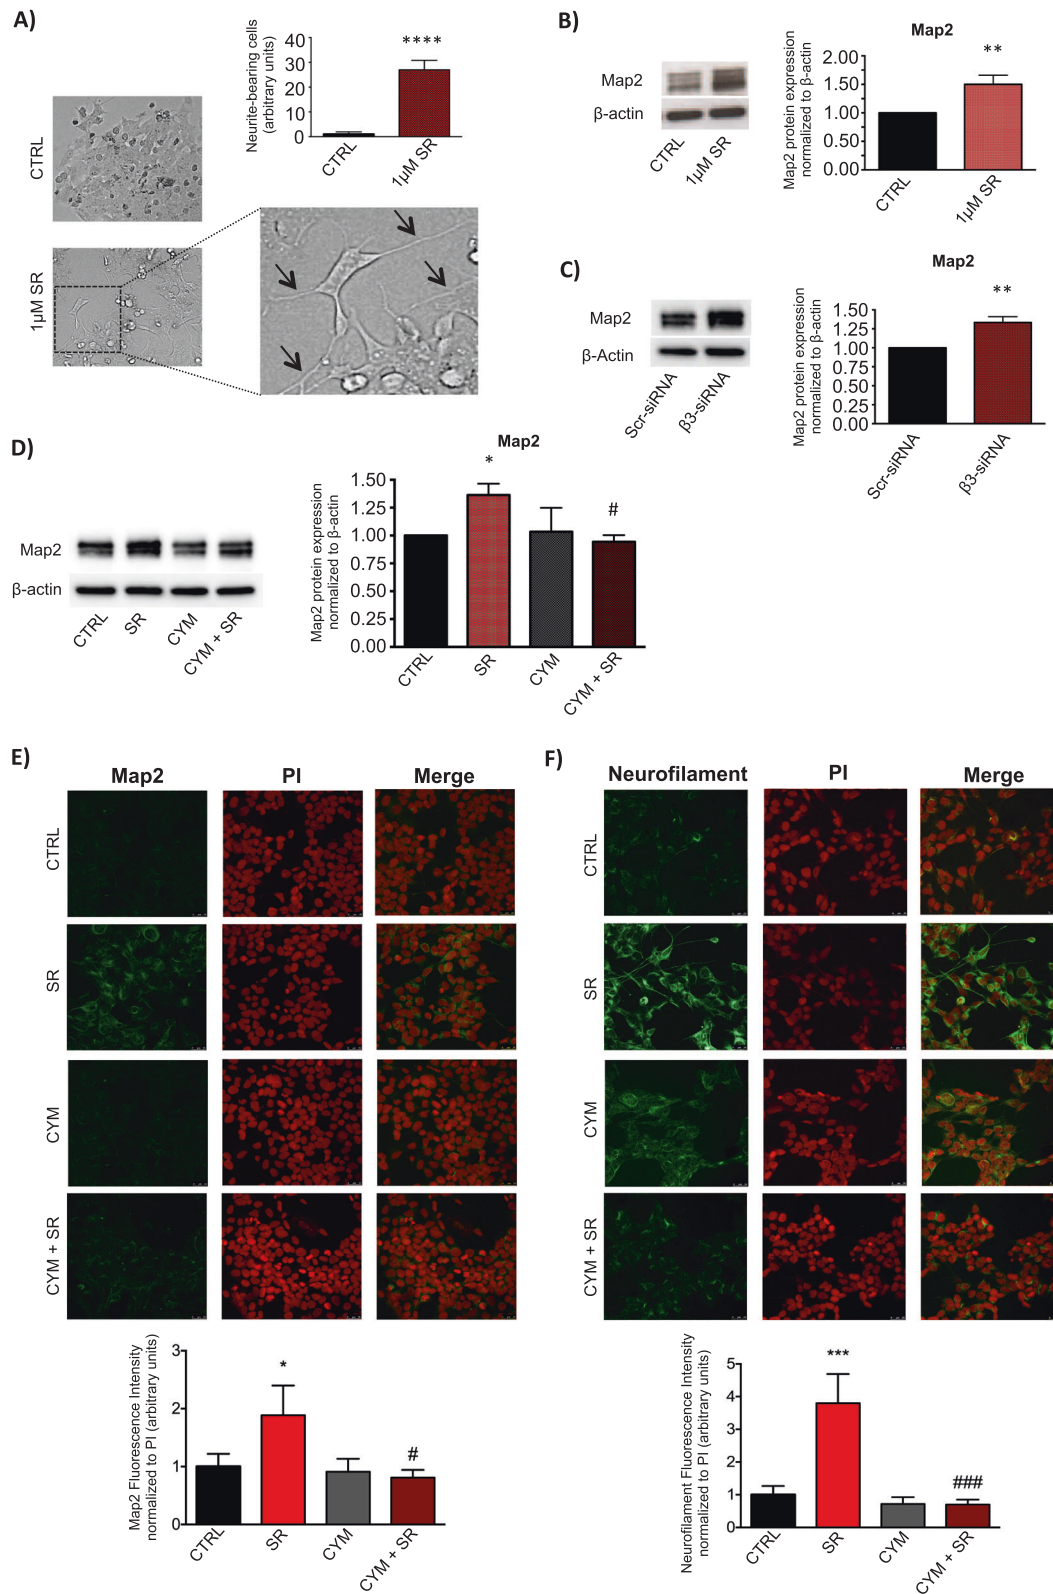 A)
Neurite-bearing cells
(arbitrary units)
40
30
20
10
0
****
CTRL
1µM SR
CTRL
1µM SR
B)
Map2
β-actin
CTRL
1µM SR
Map2
Map2 protein expression
normalized to β-actin
1.00
1.50
1.25
1.00
0.75
0.50
0.25
0.00
**
CTRL
1µM SR
C)
Map2
β-Actin
Scr-siRNA
β3-siRNA
Map2
Map2 protein expression
normalized to β-actin
1.50
1.25
1.00
0.75
0.50
0.25
0.00
**
Scr-siRNA
β3-siRNA
D)
Map2
β-actin
CTRL
SR
CYM
CYM + SR
Map2
Map2 protein expression
normalized to β-actin
1.50
1.25
1.00
0.75
0.50
0.25
0.00
*
#
CTRL
SR
CYM
CYM + SR
E)
Map2 PI Merge
CTRL
SR
CYM
CYM + SR
Map2 Fluorescence Intensity
normalized to PI (arbitrary units)
3
2
1
0
*
#
CTRL
SR
CYM
CYM + SR
F)
Neurofilament PI Merge
CTRL
SR
CYM
CYM + SR
Neurofilament Fluorescence Intensity
normalized to PI (arbitrary units)
5
4
3
2
1
0
***
###
CTRL
SR
CYM
CYM + SR